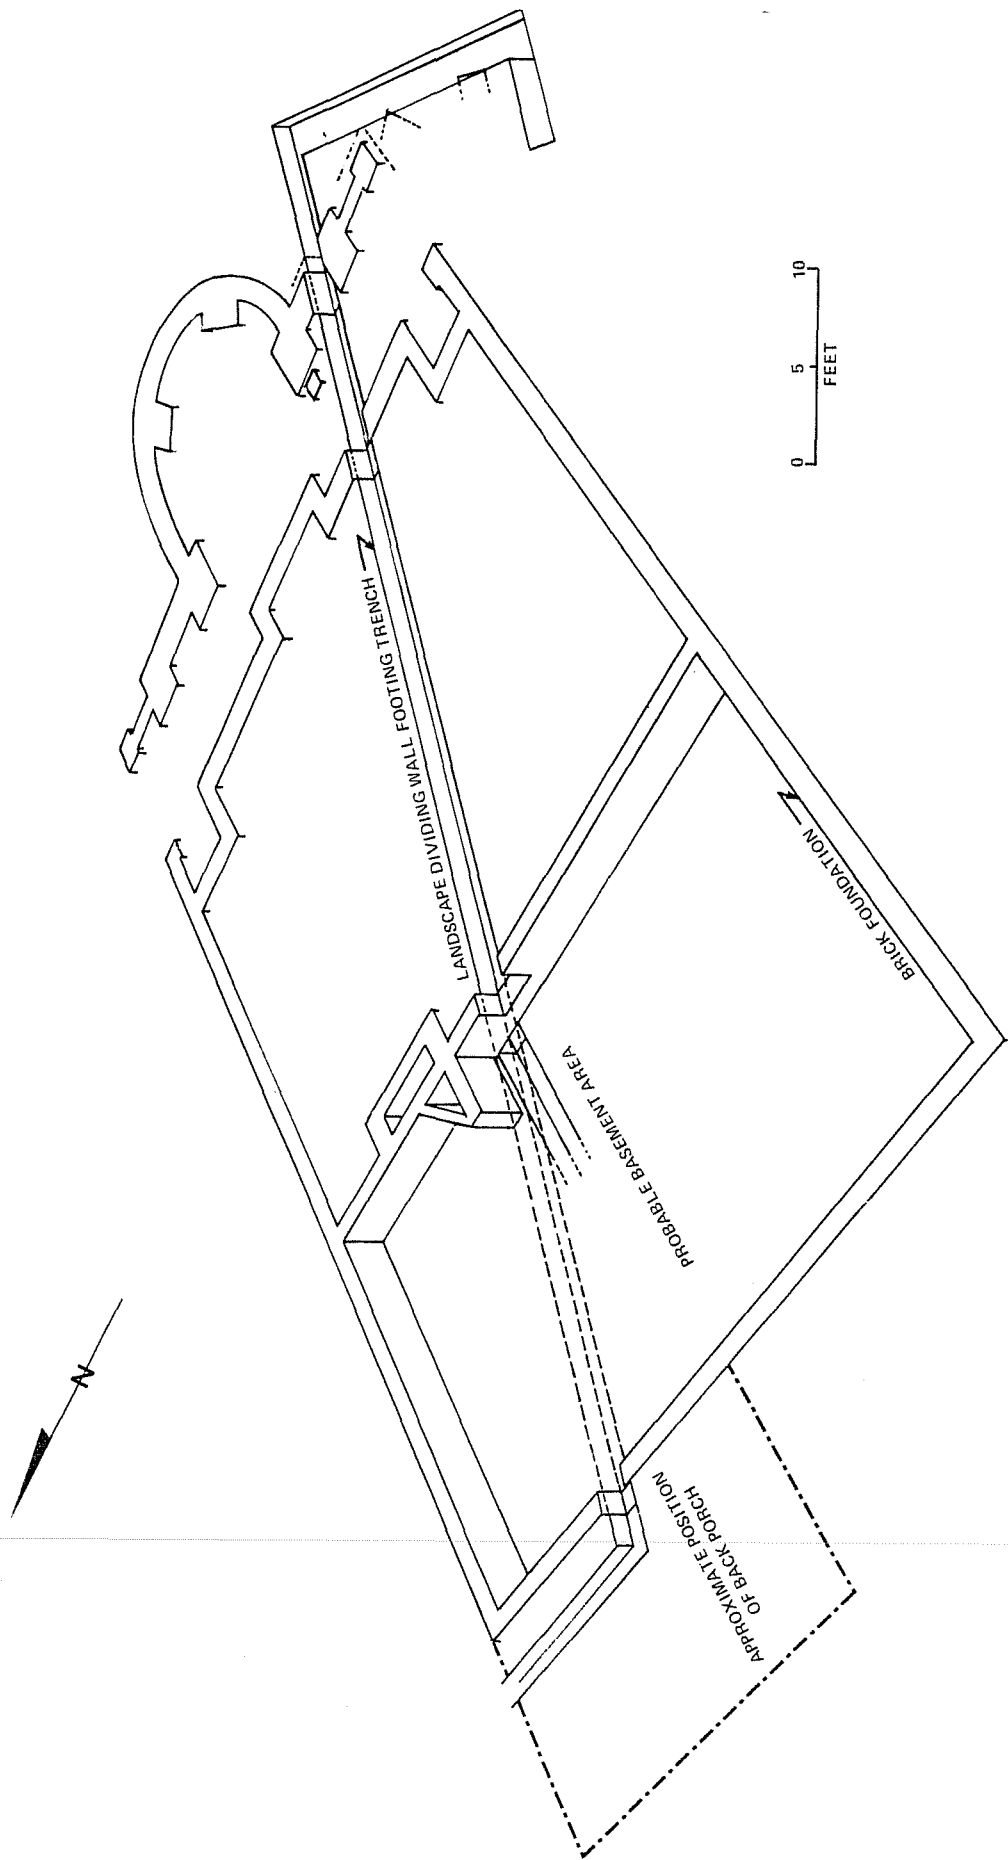 LANDSCAPE DIVIDING WALL FOOTING TRENCH
BRICK FOUNDATION
PROBABLE BASEMENT AREA
APPROXIMATE POSITION
OF BACK PORCH
N
0 5 10
FEET